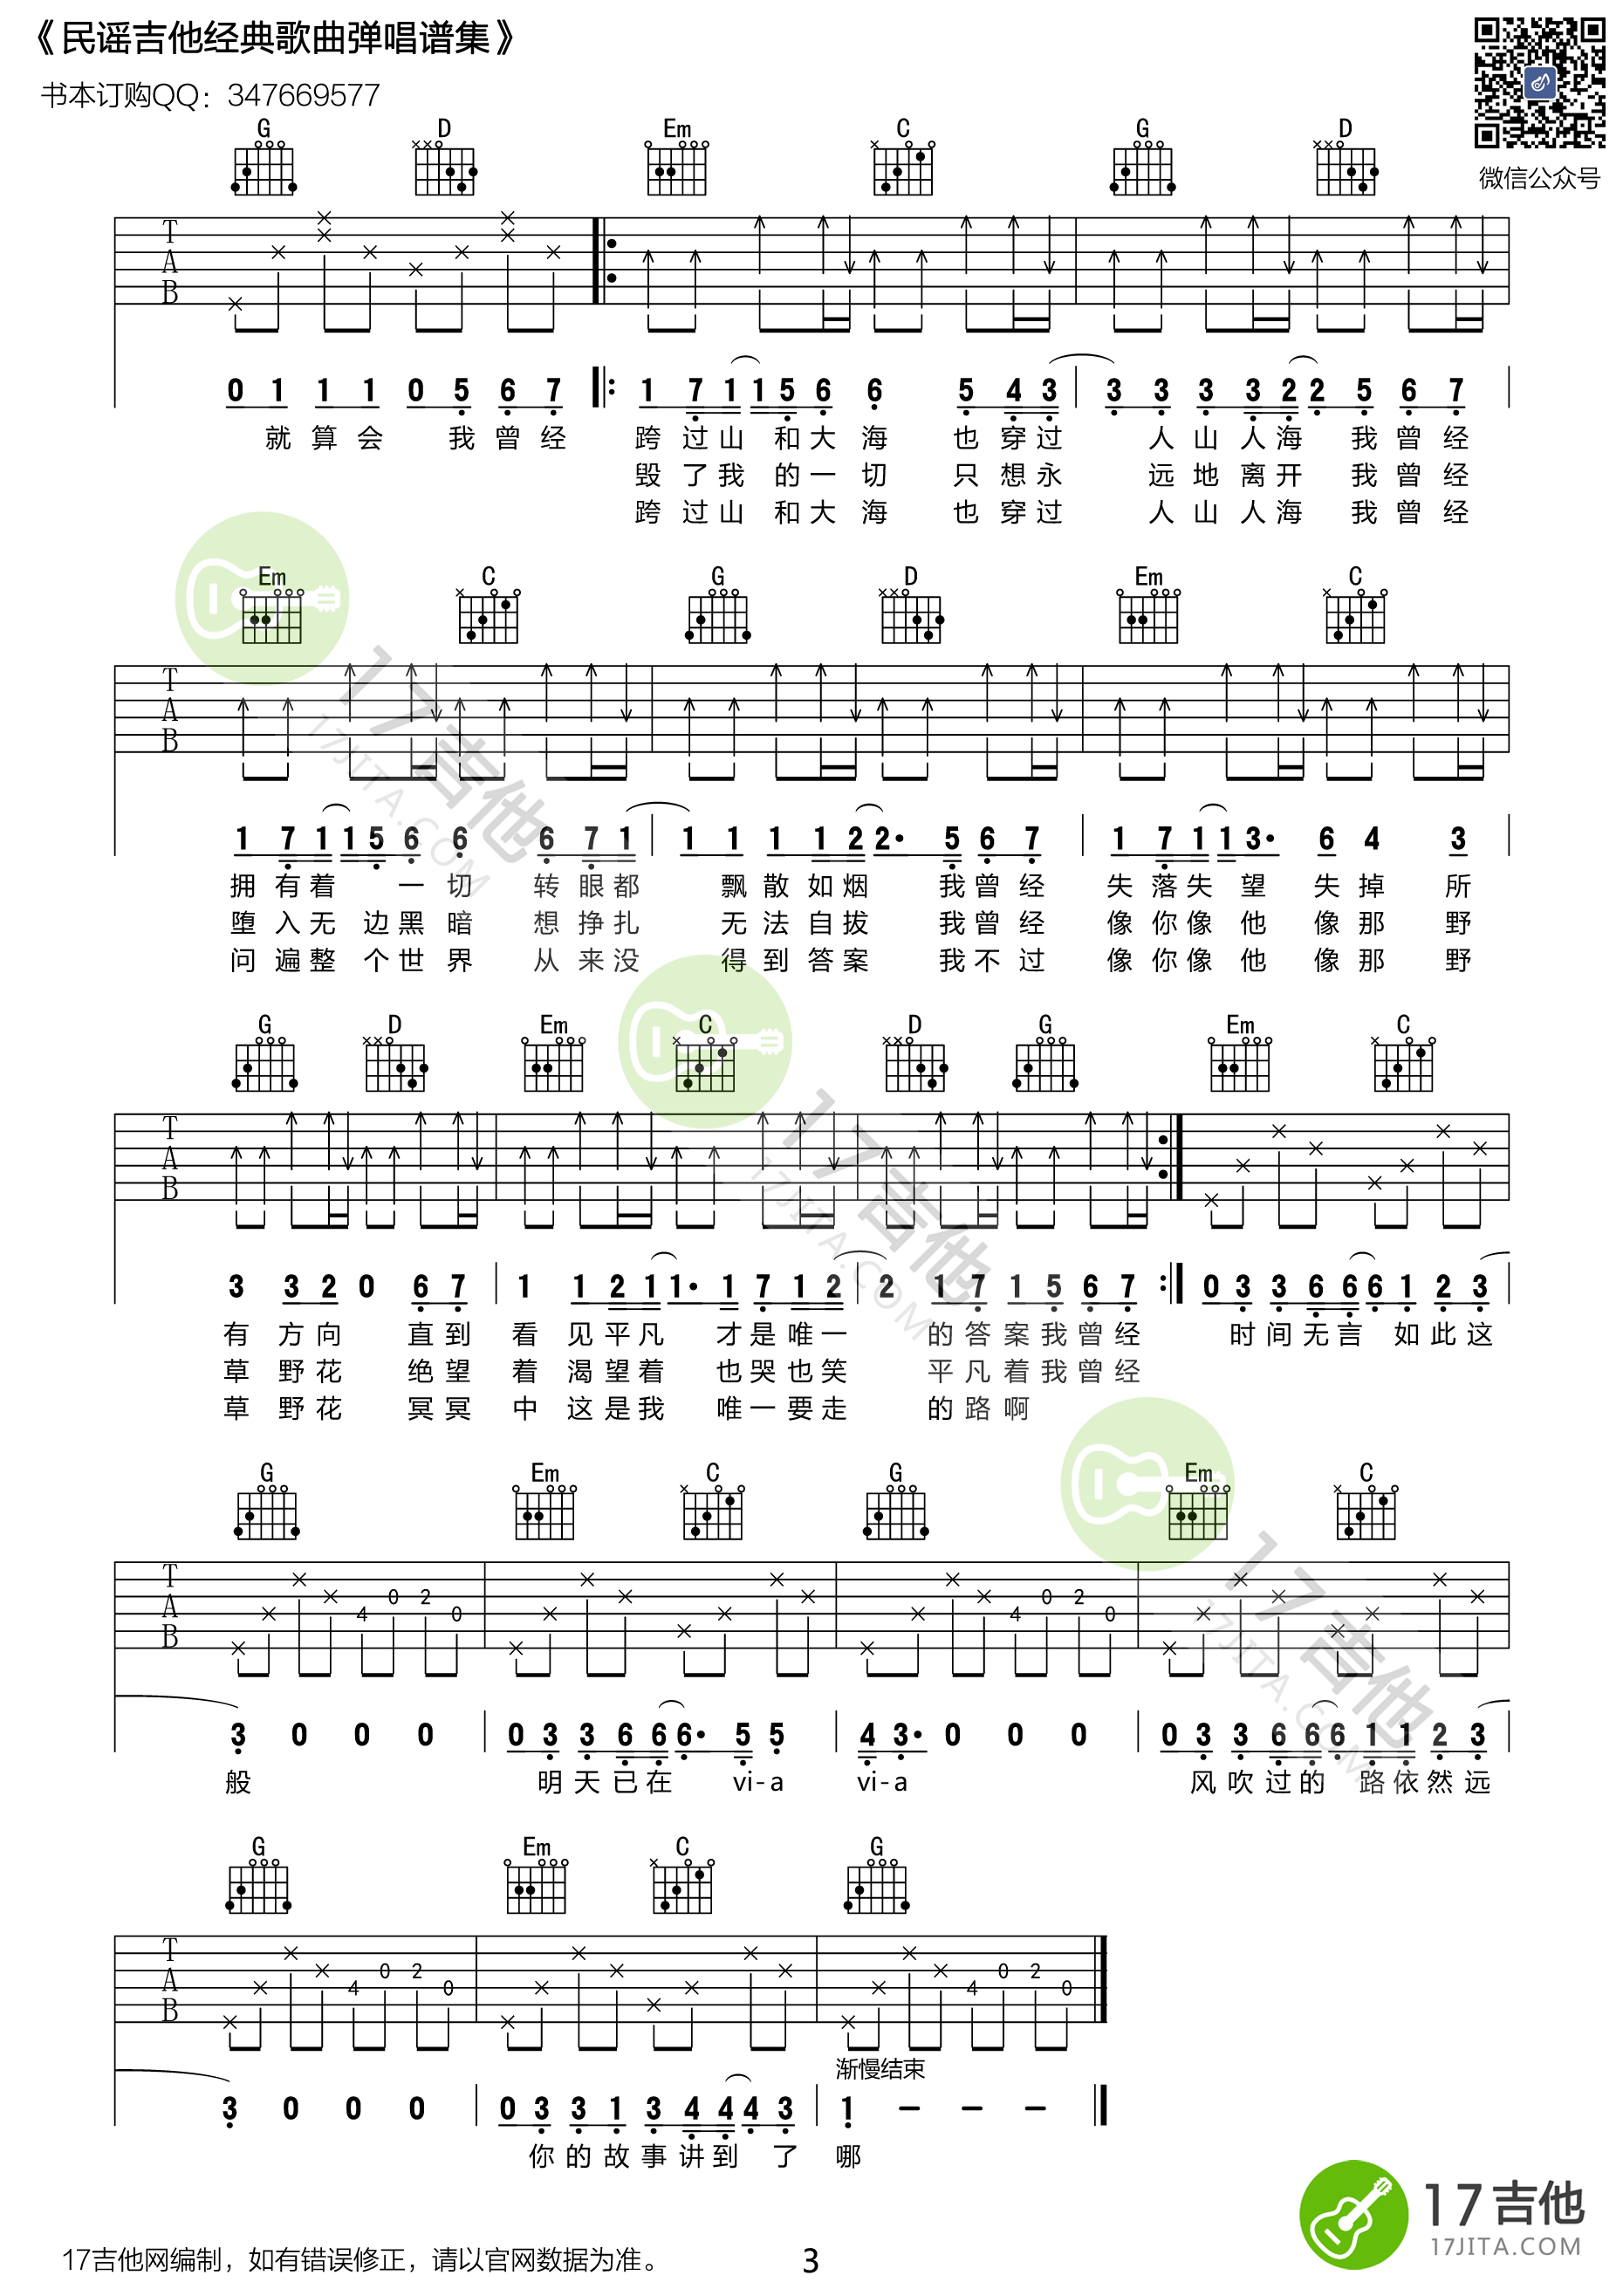 《民谣吉他经典歌曲弹唱谱集》
书本订购QQ：347669577
微信公众号
G D Em C G D
T
A
B
0 1 1 1 0 5 6 7 1 7 1 1 5 6 6 5 4 3 3 3 3 3 2 2 5 6 7
就算会 我曾经 跨过山 和大海 也穿过 人山人海 我曾经
毁了我 的一切 只想永 远地离开 我曾经
跨过山 和大海 也穿过 人山人海 我曾经
Em C G D Em C
T
A
B
1 7 1 1 5 6 6 6 7 1 1 1 1 1 2 2· 5 6 7 1 7 1 1 3· 6 4 3
拥有着 一切 转眼都 飘散如烟 我曾经 失落失望 失掉 所
堕入无 边黑暗 想挣扎 无法自拔 我曾经 像你像他 像那 野
问遍整 个世界 从来没 得到答案 我不过 像你像他 像那 野
G D Em C D G Em C
T
A
B
3 3 2 0 6 7 1 1 2 1 1· 1 7 1 2 2 1 7 1 5 6 7 0 3 3 6 6 6 1 2 3
有 方向 直到 看 见平凡 才是唯一 的答案我曾经 时间无言 如此这
草 野花 绝望 着 渴望着 也哭也笑 平凡着我曾经
草 野花 冥冥 中 这是我 唯一要走 的路啊
G Em C G Em C
T
A
B
4 0 2 0 4 0 2 0
3 0 0 0 0 3 3 6 6 6· 5 5 4 3· 0 0 0 0 3 3 6 6 6 1 1 2 3
般 明天已在 vi-a vi-a 风吹过的 路依然远
G Em C G
T
A
B
4 0 2 0 4 0 2 0
渐慢结束
3 0 0 0 0 3 3 1 3 4 4 4 3 1 - - -
你的故事讲到 了 哪
17吉他
17JITA.COM
17吉他网编制，如有错误修正，请以官网数据为准。
3